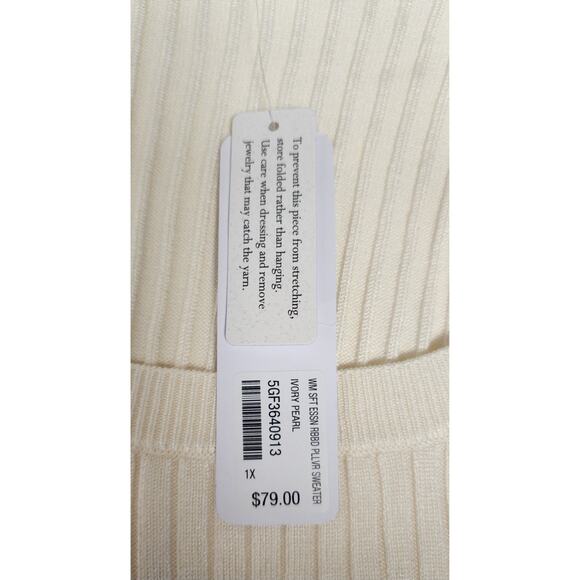 To prevent this piece from stretching,
store folded rather than hanging.
Use care when dressing and remove
jewelry that may catch the yarn.
WM SFT ESSN RBBD PLLVR SWEATER
IVORY PEARL
5GF3640913
1X
$79.00